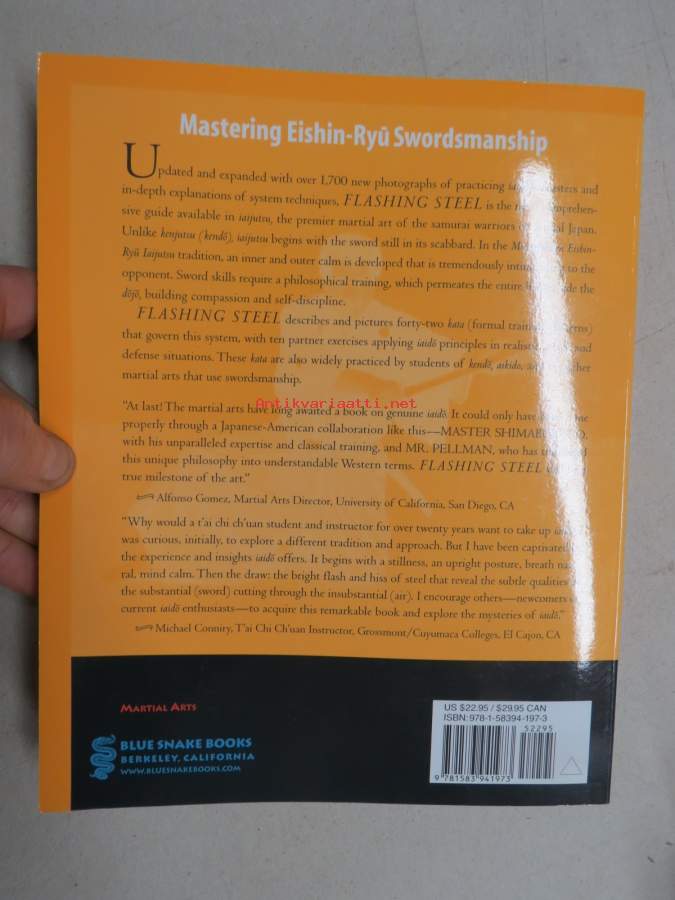 Mastering Eishin-Ryū Swordsmanship
Updated and expanded with over 1,700 new photographs of practicing masters and
in-depth explanations of system techniques, FLASHING STEEL is the comprehen-
sive guide available in iaijutsu, the premier martial art of the samurai warriors Japan.
Unlike kenjutsu (kendō), iaijutsu begins with the sword still in its scabbard. In the Eishin-
Ryū Iaijutsu tradition, an inner and outer calm is developed that is tremendously to the
opponent. Sword skills require a philosophical training, which permeates the entire the
dōjō, building compassion and self-discipline.
FLASHING STEEL describes and pictures forty-two kata (formal training)
that govern this system, with ten partner exercises applying iaidō principles in
defense situations. These kata are also widely practiced by students of kendō, aikido,
martial arts that use swordsmanship.
Antikvariaatti.net
"At last! The martial arts have long awaited a book on genuine iaidō. It could only have
properly through a Japanese-American collaboration like this—MASTER
with his unparalleled expertise and classical training, and MR. PELLMAN, who has
this unique philosophy into understandable Western terms. FLASHING STEEL
true milestone of the art."
Alfonso Gomez, Martial Arts Director, University of California, San Diego, CA
"Why would a t'ai chi ch'uan student and instructor for over twenty years want to take up
was curious, initially, to explore a different tradition and approach. But I have been captivated
the experience and insights iaidō offers. It begins with a stillness, an upright posture, breath
ral, mind calm. Then the draw: the bright flash and hiss of steel that reveal the subtle qualities
the substantial (sword) cutting through the insubstantial (air). I encourage others—newcomers
current iaidō enthusiasts—to acquire this remarkable book and explore the mysteries of iaidō."
Michael Connity, T'ai Chi Ch'uan Instructor, Grossmont/Cuyumaca Colleges, El Cajon, CA
MARTIAL ARTS
BLUE SNAKE BOOKS
BERKELEY, CALIFORNIA
WWW.BLUESNAKEBOOKS.COM
US $22.95 / $29.95 CAN
ISBN: 978-1-58394-197-3
52295
9 781583 941973